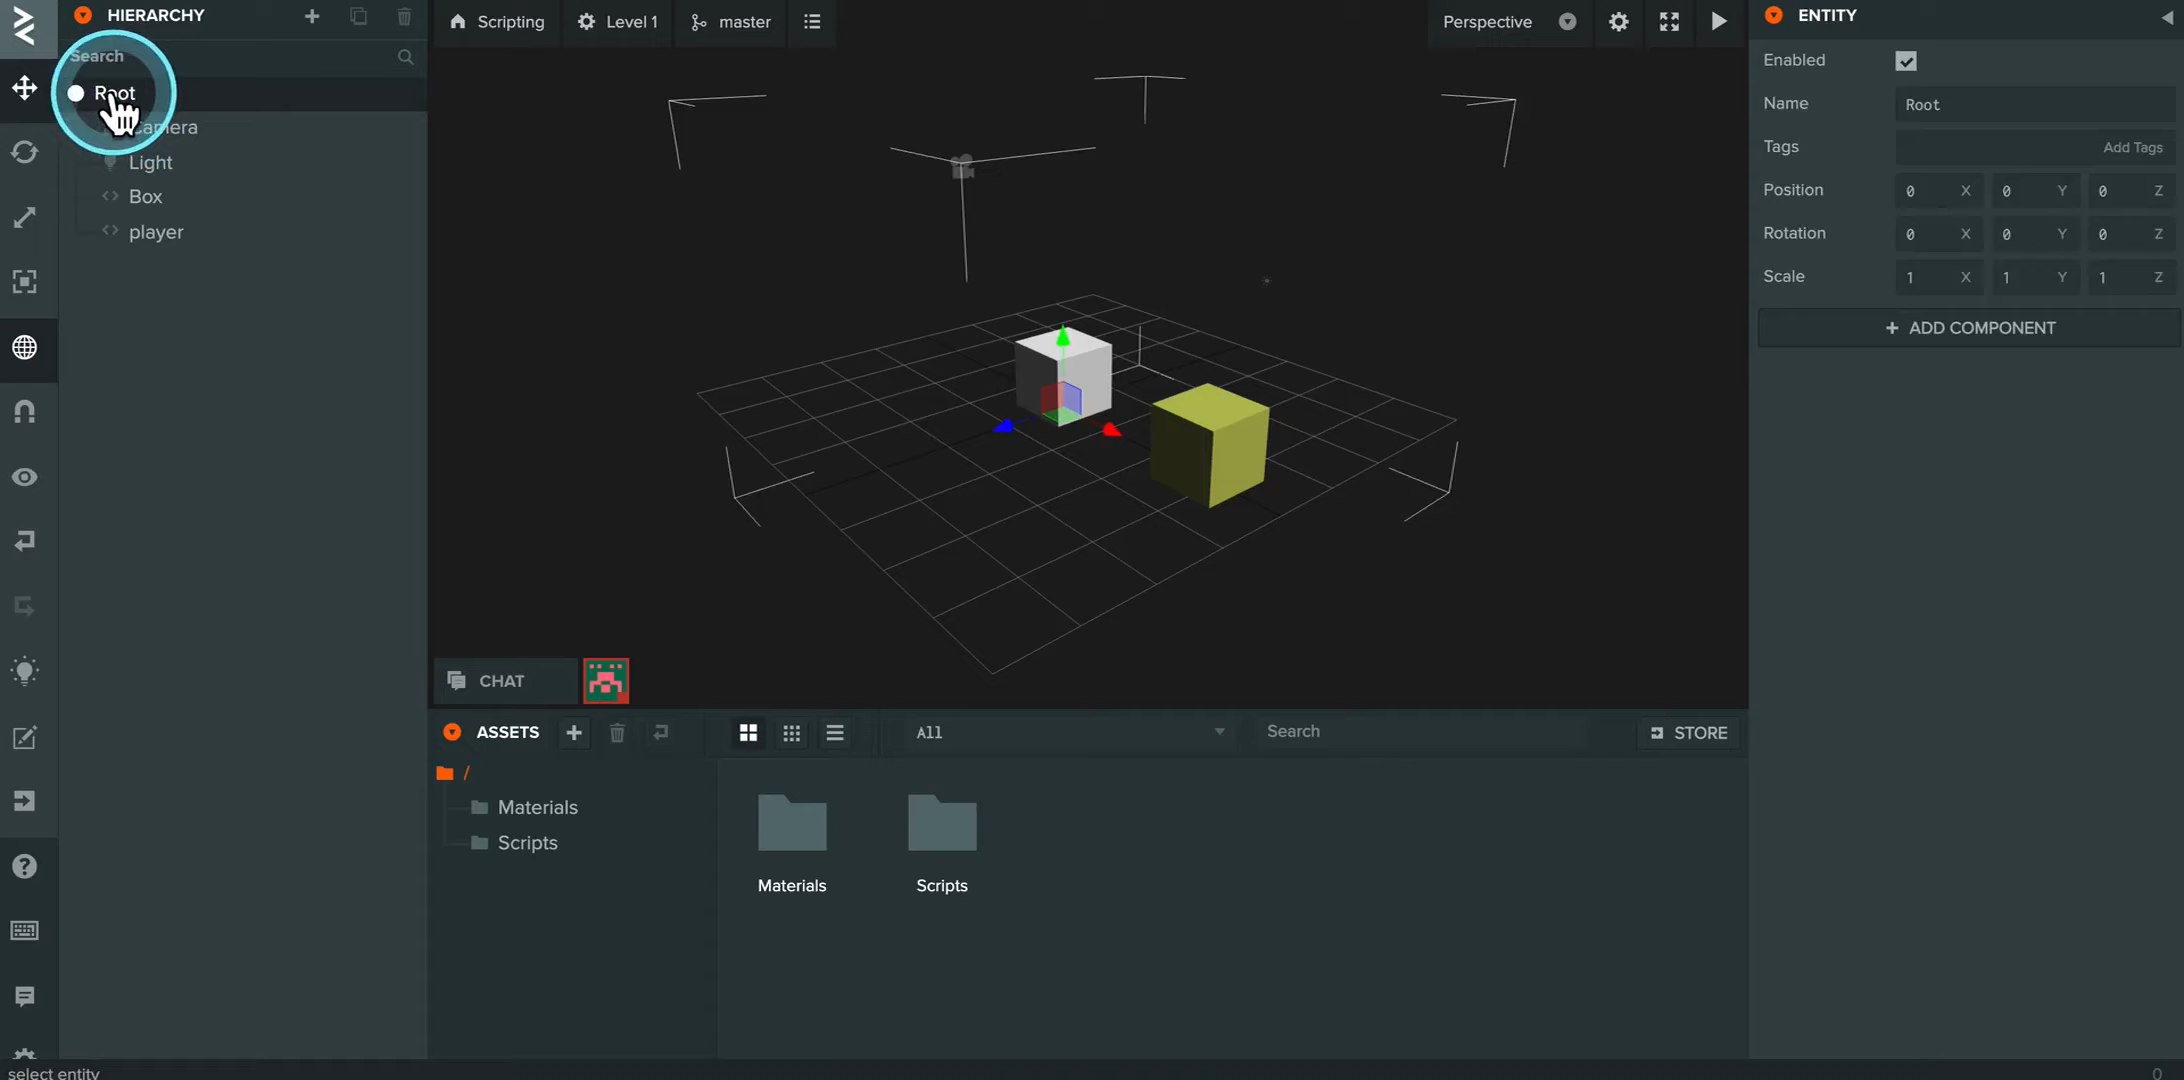 HIERARCHY
Search
Root
Camera
Light
Box
player
Scripting
Level 1
master
Perspective
ENTITY
Enabled
Name
Root
Tags
Add Tags
Position
0 X 0 Y 0 Z
Rotation
0 X 0 Y 0 Z
Scale
1 X 1 Y 1 Z
+ ADD COMPONENT
CHAT
ASSETS
All
Search
STORE
/
Materials
Scripts
Materials
Scripts
select entity
0